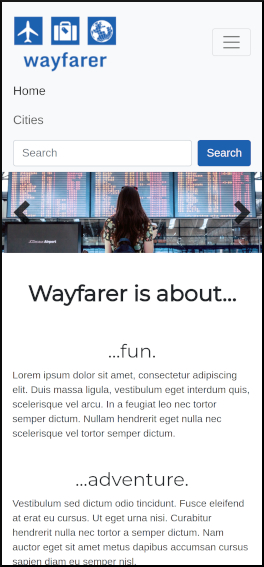 wayfarer
Home
Cities
Search
Search
Wayfarer is about...
...fun.
Lorem ipsum dolor sit amet, consectetur adipiscing
elit. Duis massa ligula, vestibulum eget interdum quis,
scelerisque vel arcu. In a feugiat leo nec tortor
semper dictum. Nullam hendrerit eget nulla nec
scelerisque vel tortor semper dictum.
...adventure.
Vestibulum sed dictum odio tincidunt. Fusce eleifend
at erat eu cursus. Ut eget urna nisi. Curabitur
hendrerit nulla nec tortor a semper dictum. Nam
auctor eget sit amet metus dapibus accumsan cursus
sapien diam eu semper nisl.